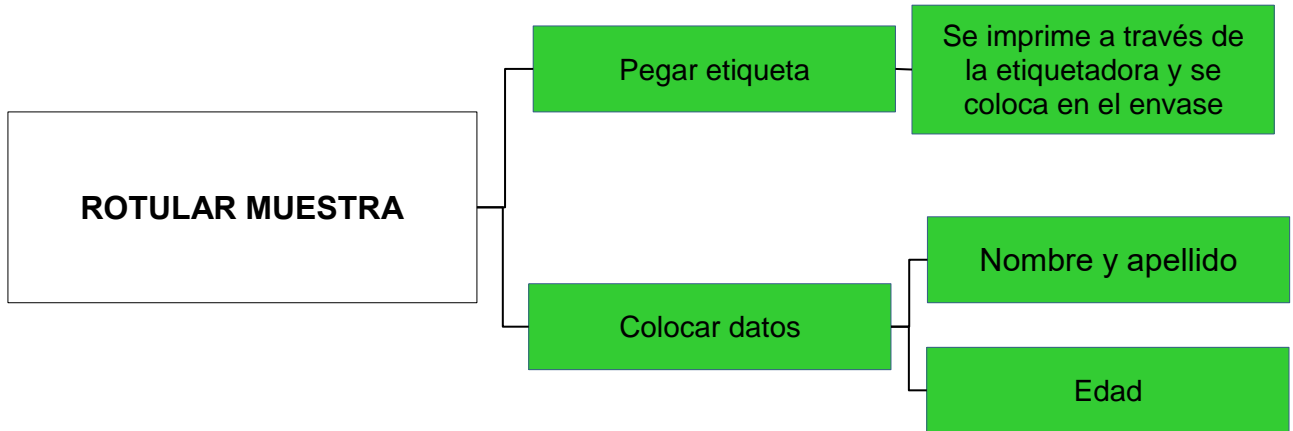 ROTULAR MUESTRA
Pegar etiqueta
Se imprime a través de
la etiquetadora y se
coloca en el envase
Colocar datos
Nombre y apellido
Edad